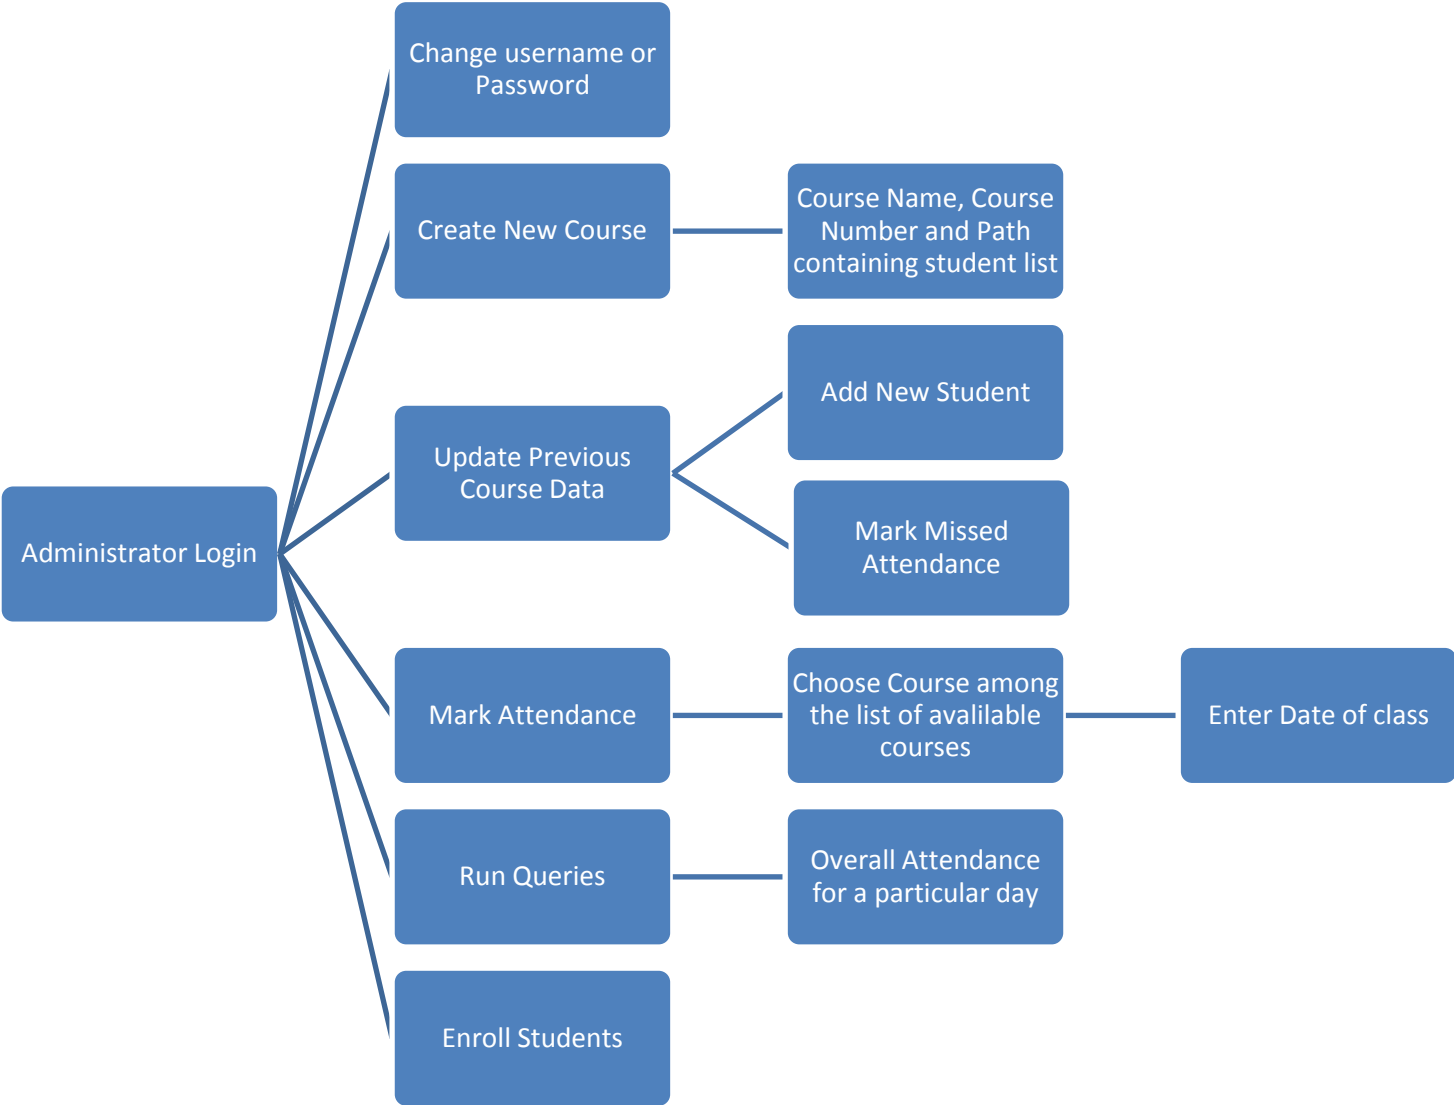 Change username or
Password
Create New Course
Course Name, Course
Number and Path
containing student list
Add New Student
Update Previous
Course Data
Mark Missed
Attendance
Administrator Login
Mark Attendance
Choose Course among
the list of avalilable
courses
Enter Date of class
Run Queries
Overall Attendance
for a particular day
Enroll Students